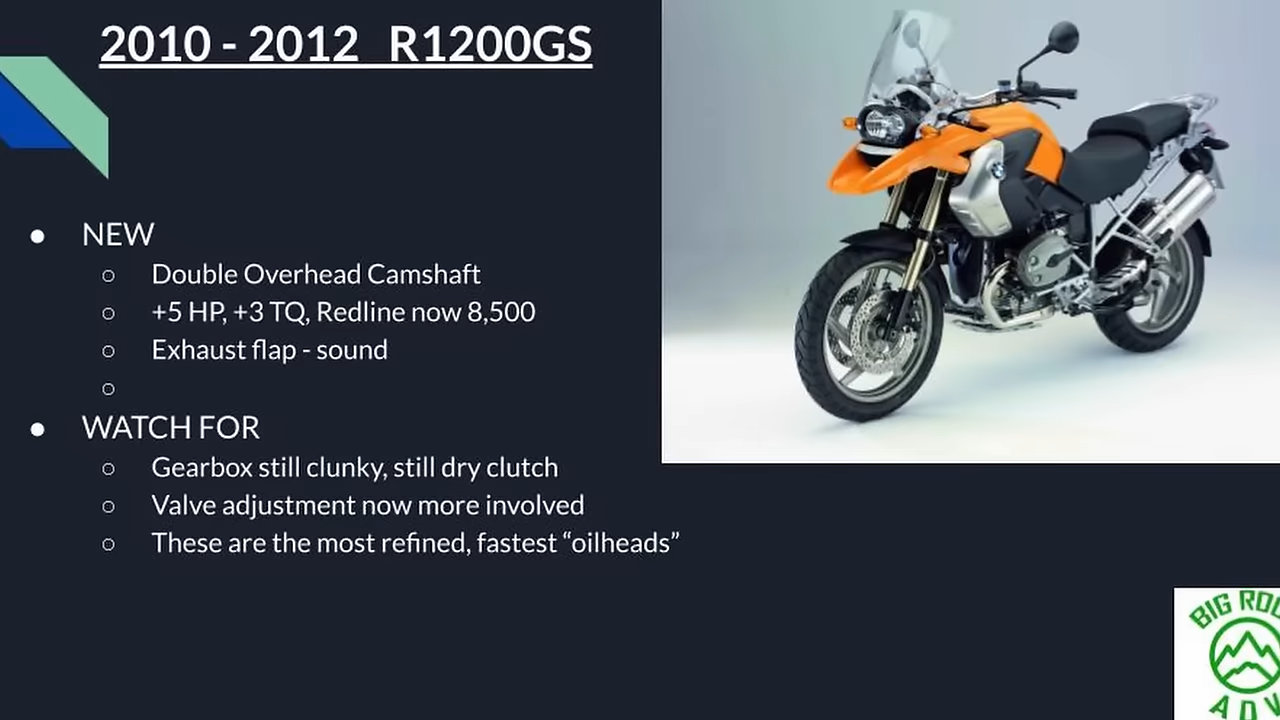 2010 - 2012 R1200GS
NEW
Double Overhead Camshaft
+5 HP, +3 TQ, Redline now 8,500
Exhaust flap - sound
WATCH FOR
Gearbox still clunky, still dry clutch
Valve adjustment now more involved
These are the most refined, fastest “oilheads”
BIG